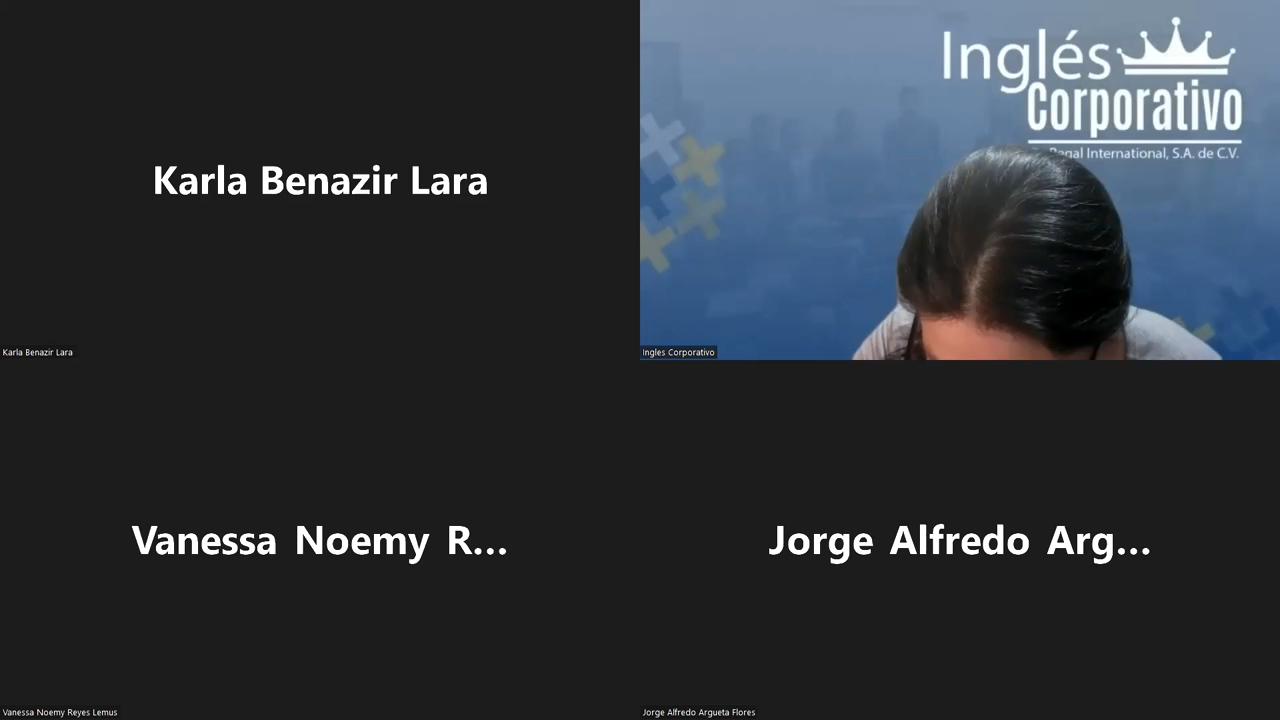 Karla Benazir Lara
Karla Benazir Lara
Inglés
Corporativo
Regal International, S.A. de C.V.
Ingles Corporativo
Vanessa Noemy R...
Vanessa Noemy Reyes Lemus
Jorge Alfredo Arg...
Jorge Alfredo Argueta Flores